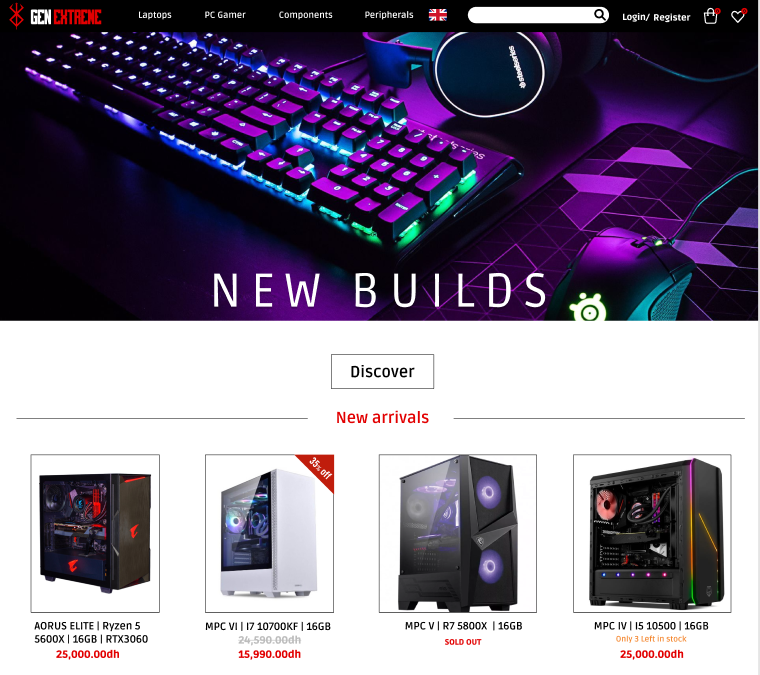 GEN EXTREME
Laptops
PC Gamer
Components
Peripherals
Login/ Register
steelseries
NEW BUILDS
Discover
New arrivals
35% off
AORUS ELITE | Ryzen 5
5600X | 16GB | RTX3060
25,000.00dh
MPC VI | I7 10700KF | 16GB
24,590.00dh
15,990.00dh
MPC V | R7 5800X | 16GB
SOLD OUT
MPC IV | I5 10500 | 16GB
Only 3 Left in stock
25,000.00dh